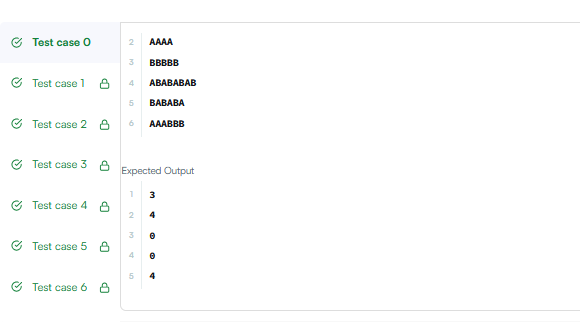 Test case 0
Test case 1
Test case 2
Test case 3
Test case 4
Test case 5
Test case 6
2 AAAA
3 BBBBB
4 ABABABAB
5 BABABA
6 AAABBB
Expected Output
1 3
2 4
3 0
4 0
5 4